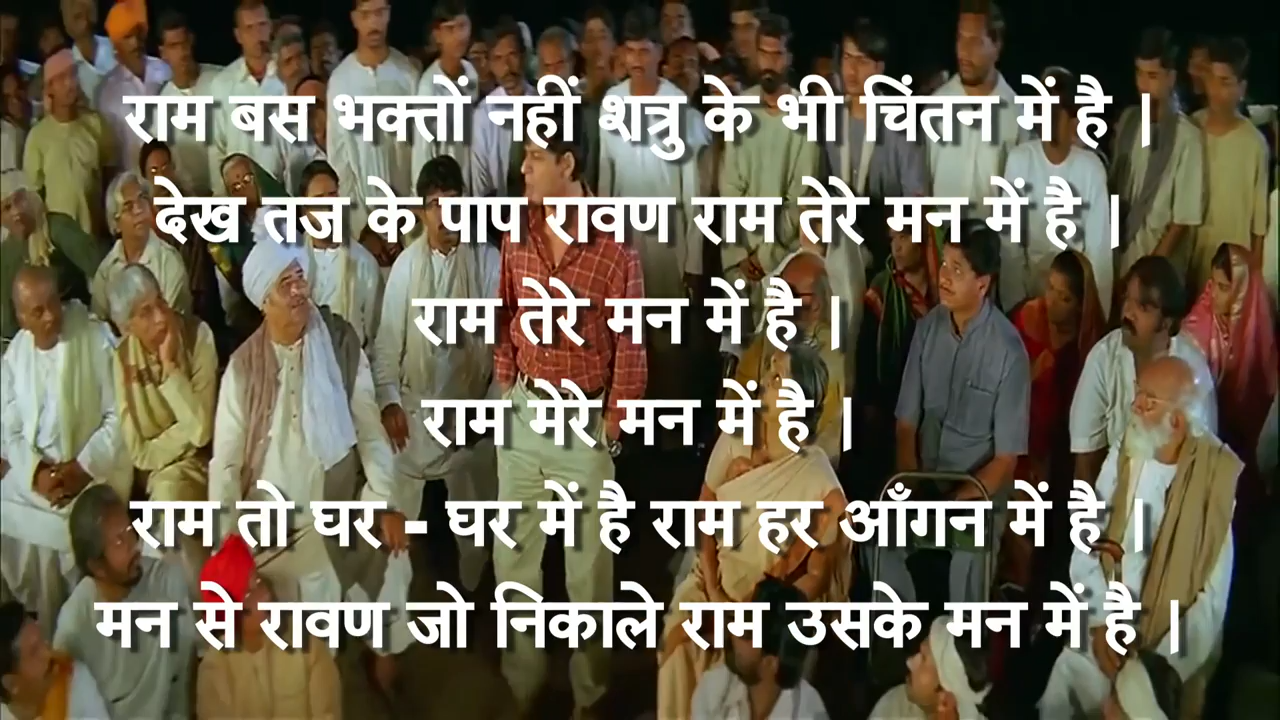 राम बस भक्तों नहीं शत्रु के भी चिंतन में है |
देख तज के पाप रावण राम तेरे मन में है |
राम तेरे मन में है |
राम मेरे मन में है |
राम तो घर - घर में है राम हर आँगन में है |
मन से रावण जो निकाले राम उसके मन में है |